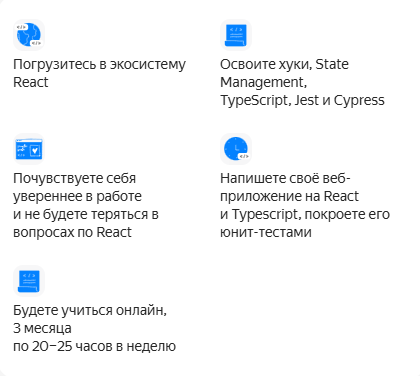 Погрузитесь в экосистему
React
Освоите хуки, State
Management,
TypeScript, Jest и Cypress
Почувствуете себя
увереннее в работе
и не будете теряться в
вопросах по React
Напишете своё веб-
приложение на React
и Typescript, покроете его
юнит-тестами
Будете учиться онлайн,
3 месяца
по 20–25 часов в неделю